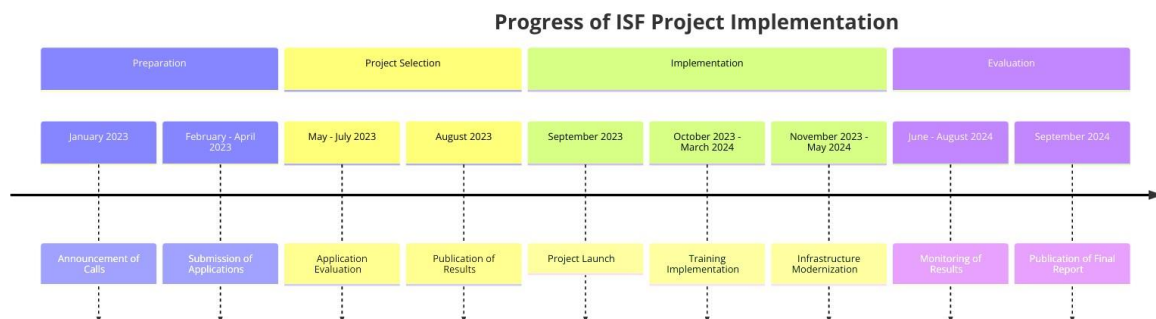 Progress of ISF Project Implementation
Preparation
Project Selection
Implementation
Evaluation
January 2023
February - April
2023
May - July 2023
August 2023
September 2023
October 2023 -
March 2024
November 2023 -
May 2024
June - August 2024
September 2024
Announcement of
Calls
Submission of
Applications
Application
Evaluation
Publication of
Results
Project Launch
Training
Implementation
Infrastructure
Modernization
Monitoring of
Results
Publication of Final
Report